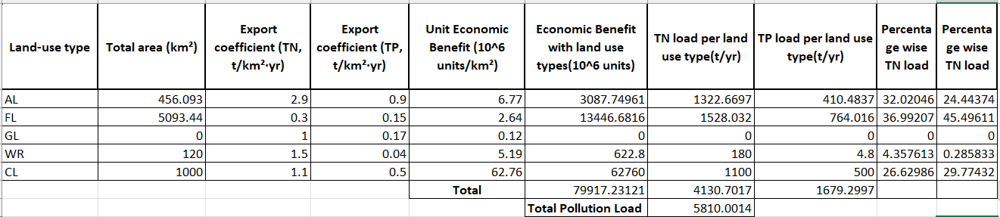 Land-use type Total area (km²) Export coefficient (TN, t/km²·yr) Export coefficient (TP, t/km²·yr) Unit Economic Benefit (10^6 units/km²) Economic Benefit with land use types(10^6 units) TN load per land use type(t/yr) TP load per land use type(t/yr) Percenta ge wise TN load Percenta ge wise TN load
AL 456.093 2.9 0.9 6.77 3087.74961 1322.6697 410.4837 32.02046 24.44374
FL 5093.44 0.3 0.15 2.64 13446.6816 1528.032 764.016 36.99207 45.49611
GL 0 1 0.17 0.12 0 0 0 0 0
WR 120 1.5 0.04 5.19 622.8 180 4.8 4.357613 0.285833
CL 1000 1.1 0.5 62.76 62760 1100 500 26.62986 29.77432
Total 79917.23121 4130.7017 1679.2997
Total Pollution Load 5810.0014